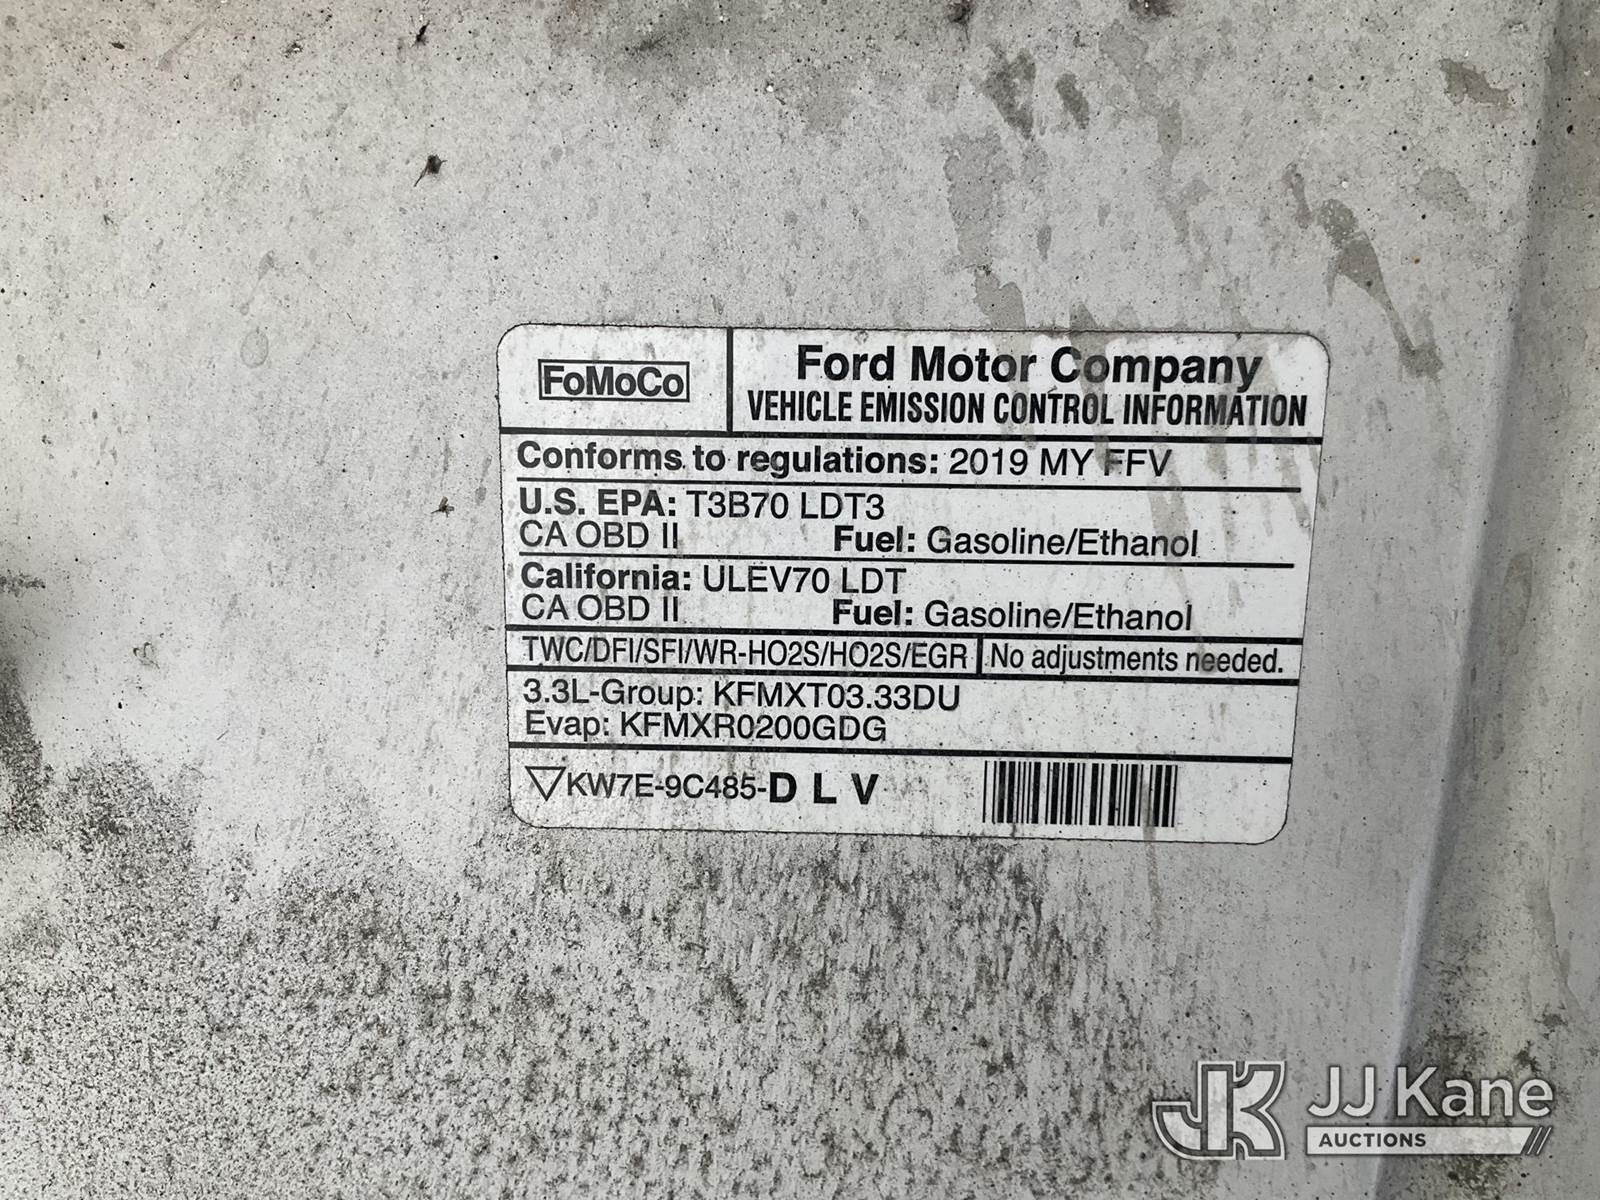 FoMoCo
Ford Motor Company
VEHICLE EMISSION CONTROL INFORMATION
Conforms to regulations: 2019 MY FFV
U.S. EPA: T3B70 LDT3
CA OBD II Fuel: Gasoline/Ethanol
California: ULEV70 LDT
CA OBD II Fuel: Gasoline/Ethanol
TWC/DFI/SFI/WR-HO2S/HO2S/EGR No adjustments needed.
3.3L-Group: KFMXT03.33DU
Evap: KFMXR0200GDG
KW7E-9C485-D L V
JK JJ Kane
AUCTIONS